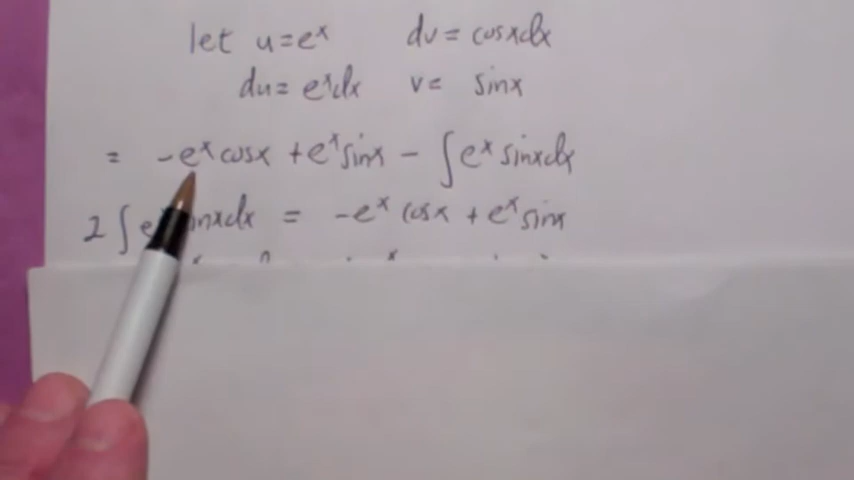 let u = e^x dv = cosxdx
du = e^xdx v = sinx
= -e^x cosx + e^x sinx - ∫ e^x sinxdx
2 ∫ e sinxdx = -e^x cosx + e^x sinx